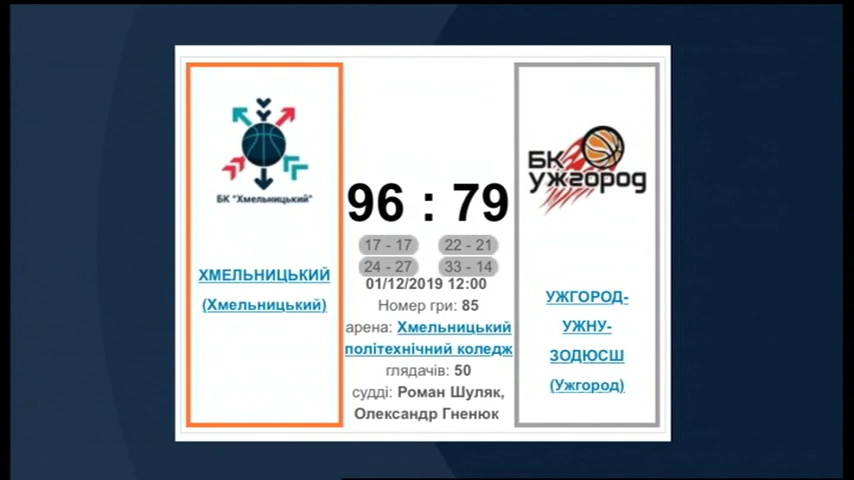 БК "Хмельницький"
ХМЕЛЬНИЦЬКИЙ
(Хмельницький)
96 : 79
17 - 17 22 - 21
24 - 27 33 - 14
01/12/2019 12:00
Номер гри: 85
арена: Хмельницький
політехнічний коледж
глядачів: 50
судді: Роман Шуляк,
Олександр Гненюк
БК
УЖГОРОД
УЖГОРОД-
УЖНУ-
ЗОДЮСШ
(Ужгород)